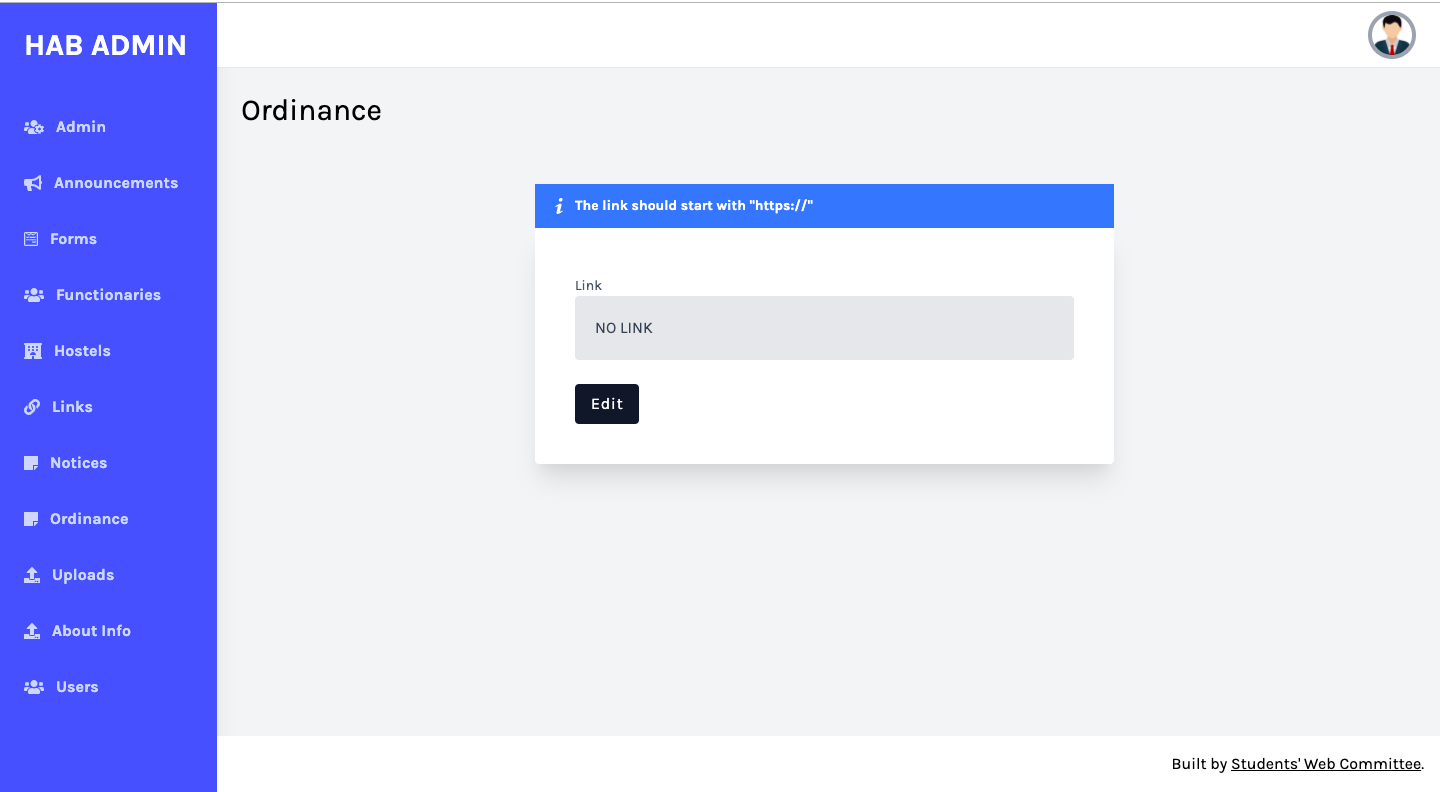 HAB ADMIN
Admin
Announcements
Forms
Functionaries
Hostels
Links
Notices
Ordinance
Uploads
About Info
Users
Ordinance
The link should start with "https://"
Link
NO LINK
Edit
Built by Students' Web Committee.